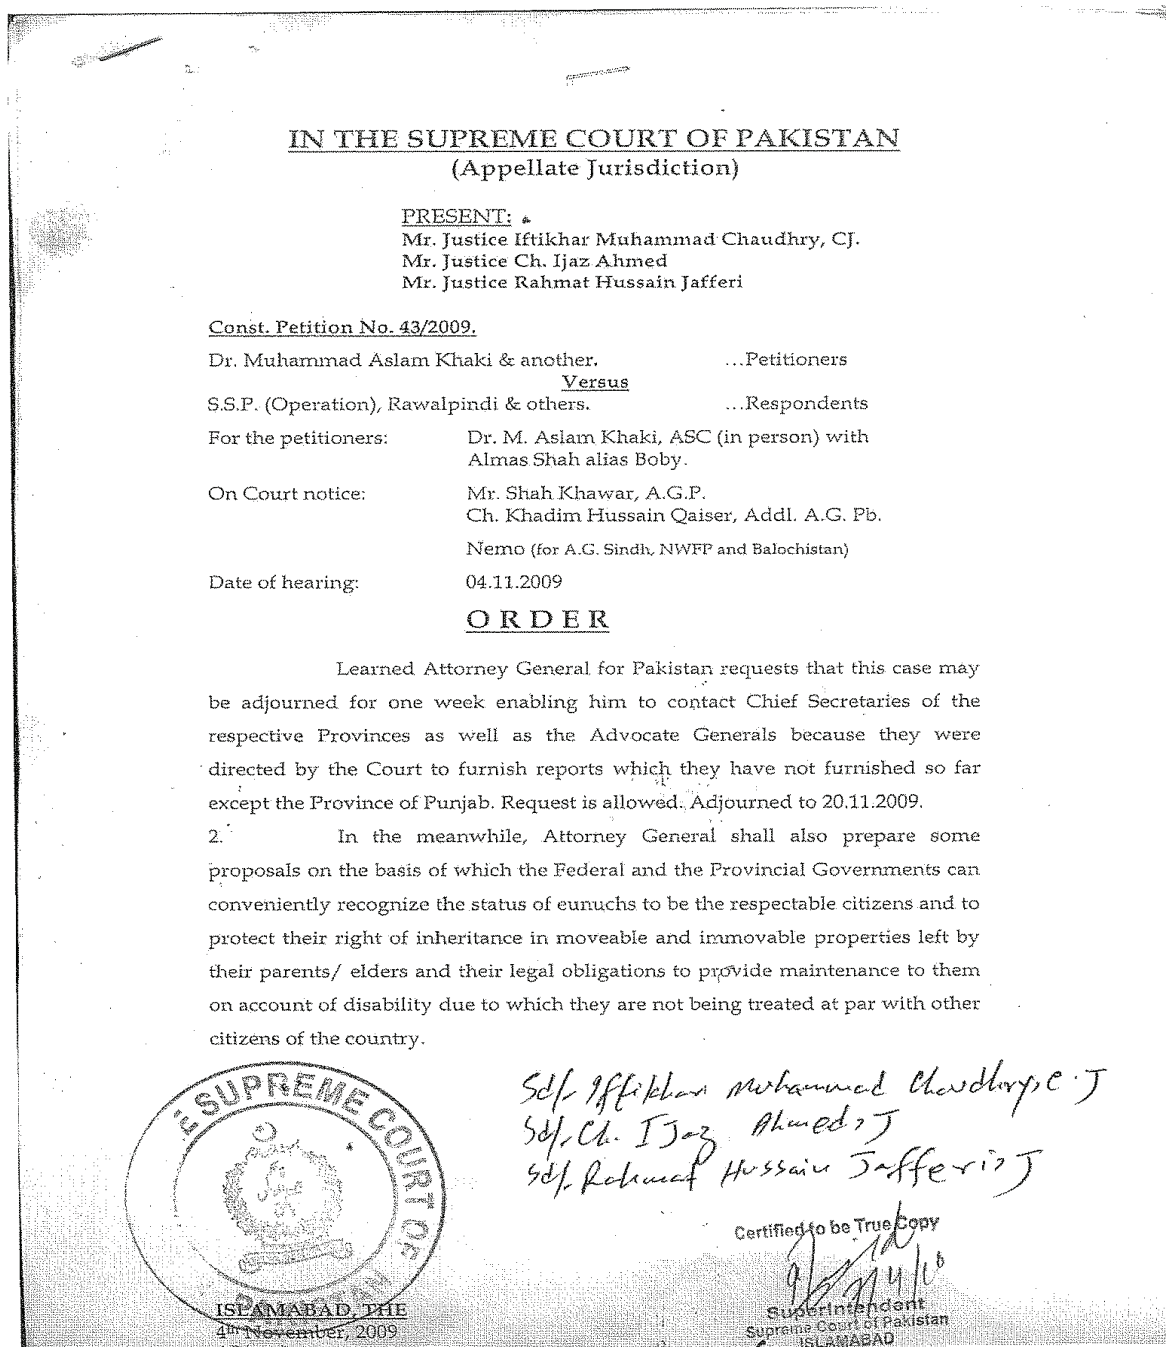 IN THE SUPREME COURT OF PAKISTAN
(Appellate Jurisdiction)
PRESENT:
Mr. Justice Iftikhar Muhammad Chaudhry, CJ.
Mr. Justice Ch. Ijaz Ahmed
Mr. Justice Rahmat Hussain Jafferi
Const. Petition No. 43/2009.
Dr. Muhammad Aslam Khaki & another. ...Petitioners
Versus
S.S.P. (Operation), Rawalpindi & others. ...Respondents
For the petitioners: Dr. M. Aslam Khaki, ASC (in person) with
Almas Shah alias Boby.
On Court notice: Mr. Shah Khawar, A.G.P.
Ch. Khadim Hussain Qaiser, Addl. A.G. Pb.
Nemo (for A.G. Sindh, NWFP and Balochistan)
Date of hearing: 04.11.2009
O R D E R
Learned Attorney General for Pakistan requests that this case may
be adjourned for one week enabling him to contact Chief Secretaries of the
respective Provinces as well as the Advocate Generals because they were
directed by the Court to furnish reports which they have not furnished so far
except the Province of Punjab. Request is allowed. Adjourned to 20.11.2009.
2. In the meanwhile, Attorney General shall also prepare some
proposals on the basis of which the Federal and the Provincial Governments can
conveniently recognize the status of eunuchs to be the respectable citizens and to
protect their right of inheritance in moveable and immovable properties left by
their parents/ elders and their legal obligations to provide maintenance to them
on account of disability due to which they are not being treated at par with other
citizens of the country.
Sd/- Iftikhar Muhammad Chaudhry, C.J
Sd/- Ch. Ijaz Ahmed, J
Sd/- Rahmat Hussain Jafferi, J
SUPREME COURT OF PAKISTAN
Certified to be True Copy
Superintendent
Supreme Court of Pakistan
ISLAMABAD
ISLAMABAD, THE
4th November, 2009